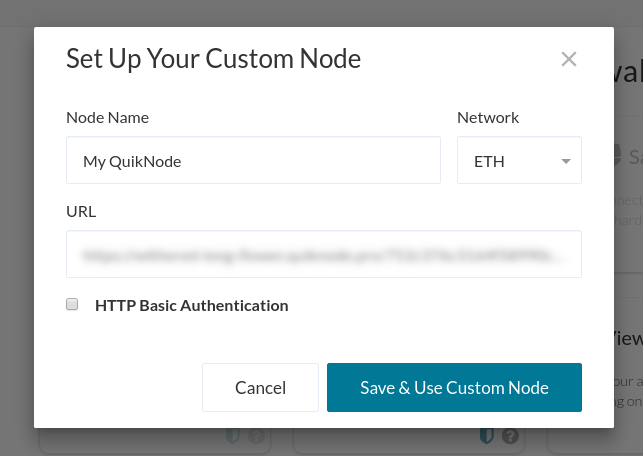 Set Up Your Custom Node
Node Name
Network
My QuikNode
ETH
URL
HTTP Basic Authentication
Cancel
Save & Use Custom Node